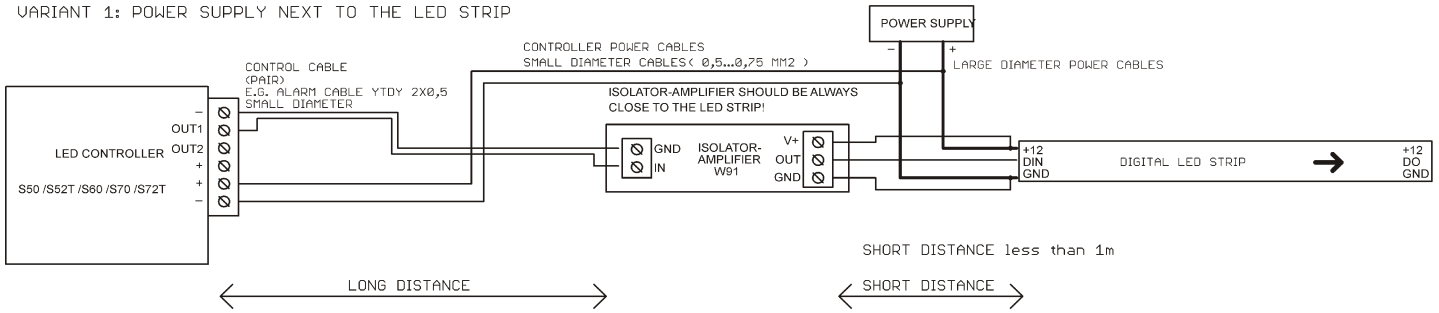 VARIANT 1: POWER SUPPLY NEXT TO THE LED STRIP
POWER SUPPLY
− +
CONTROLLER POWER CABLES
SMALL DIAMETER CABLES( 0,5...0,75 MM2 )
LARGE DIAMETER POWER CABLES
CONTROL CABLE
(PAIR)
E.G. ALARM CABLE YTDY 2X0,5
SMALL DIAMETER
ISOLATOR-AMPLIFIER SHOULD BE ALWAYS
CLOSE TO THE LED STRIP!
LED CONTROLLER
S50 /S52T /S60 /S70 /S72T
−
OUT1
OUT2
+
+
−
GND
IN
ISOLATOR-
AMPLIFIER
W91
V+
OUT
GND
+12
DIN
GND
DIGITAL LED STRIP
+12
DO
GND
SHORT DISTANCE less than 1m
LONG DISTANCE
SHORT DISTANCE